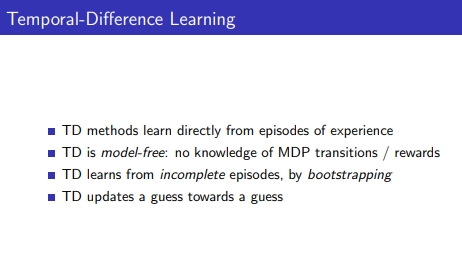 Temporal-Difference Learning
TD methods learn directly from episodes of experience
TD is model-free: no knowledge of MDP transitions / rewards
TD learns from incomplete episodes, by bootstrapping
TD updates a guess towards a guess